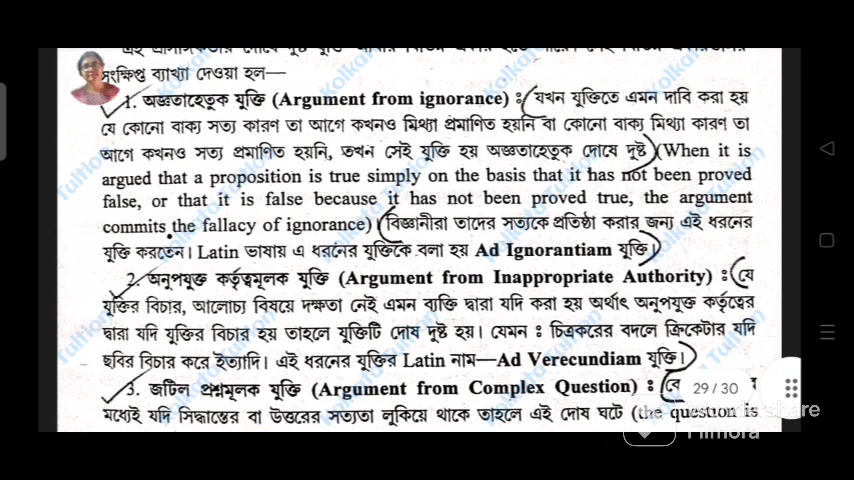 সংক্ষিপ্ত ব্যাখ্যা দেওয়া হল—
1. অজ্ঞতাহেতুক যুক্তি (Argument from ignorance) ঃ যখন যুক্তিতে এমন দাবি করা হয়
যে কোনো বাক্য সত্য কারণ তা আগে কখনও মিথ্যা প্রমাণিত হয়নি বা কোনো বাক্য মিথ্যা কারণ তা
আগে কখনও সত্য প্রমাণিত হয়নি, তখন সেই যুক্তি হয় অজ্ঞতাহেতুক দোষে দুষ্ট (When it is
argued that a proposition is true simply on the basis that it has not been proved
false, or that it is false because it has not been proved true, the argument
commits the fallacy of ignorance) বিজ্ঞানীরা তাদের সত্যকে প্রতিষ্ঠা করার জন্য এই ধরনের
যুক্তি করতেন। Latin ভাষায় এ ধরনের যুক্তিকে বলা হয় Ad Ignorantiam যুক্তি।
2. অনুপযুক্ত কর্তৃত্বমূলক যুক্তি (Argument from Inappropriate Authority) ঃ যে
যুক্তির বিচার, আলোচ্য বিষয়ে দক্ষতা নেই এমন ব্যক্তি দ্বারা যদি করা হয় অর্থাৎ অনুপযুক্ত কর্তৃত্বের
দ্বারা যদি যুক্তির বিচার হয় তাহলে যুক্তিটি দোষ দুষ্ট হয়। যেমন ঃ চিত্রকরের বদলে ক্রিকেটার যদি
ছবির বিচার করে ইত্যাদি। এই ধরনের যুক্তির Latin নাম— Ad Verecundiam যুক্তি।
3. জটিল প্রশ্নমূলক যুক্তি (Argument from Complex Question) ঃ
29 / 30
মধ্যেই যদি সিদ্ধান্তের বা উত্তরের সত্যতা লুকিয়ে থাকে তাহলে এই দোষ ঘটে (the question is
Filmora
Kolkata Tuition